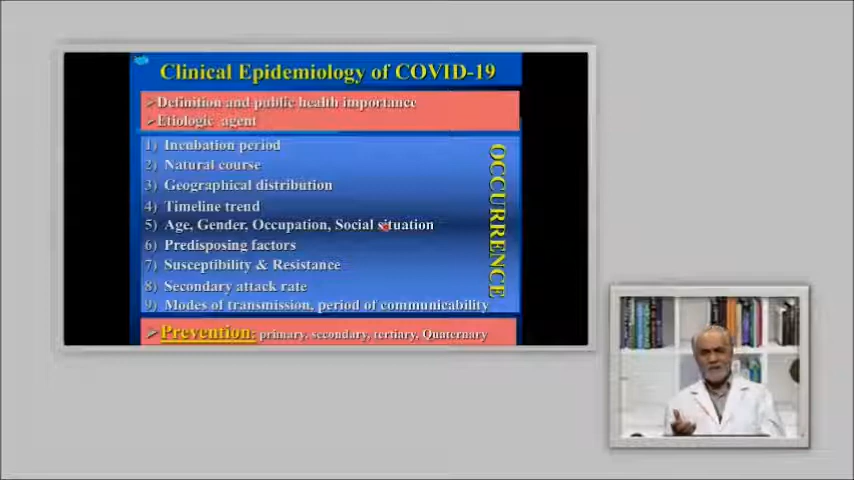 Clinical Epidemiology of COVID-19
➢Definition and public health importance
➢Etiologic agent
1) Incubation period
2) Natural course
3) Geographical distribution
4) Timeline trend
5) Age, Gender, Occupation, Social situation
6) Predisposing factors
7) Susceptibility & Resistance
8) Secondary attack rate
9) Modes of transmission, period of communicability
OCCURRENCE
➢Prevention: primary, secondary, tertiary, Quaternary